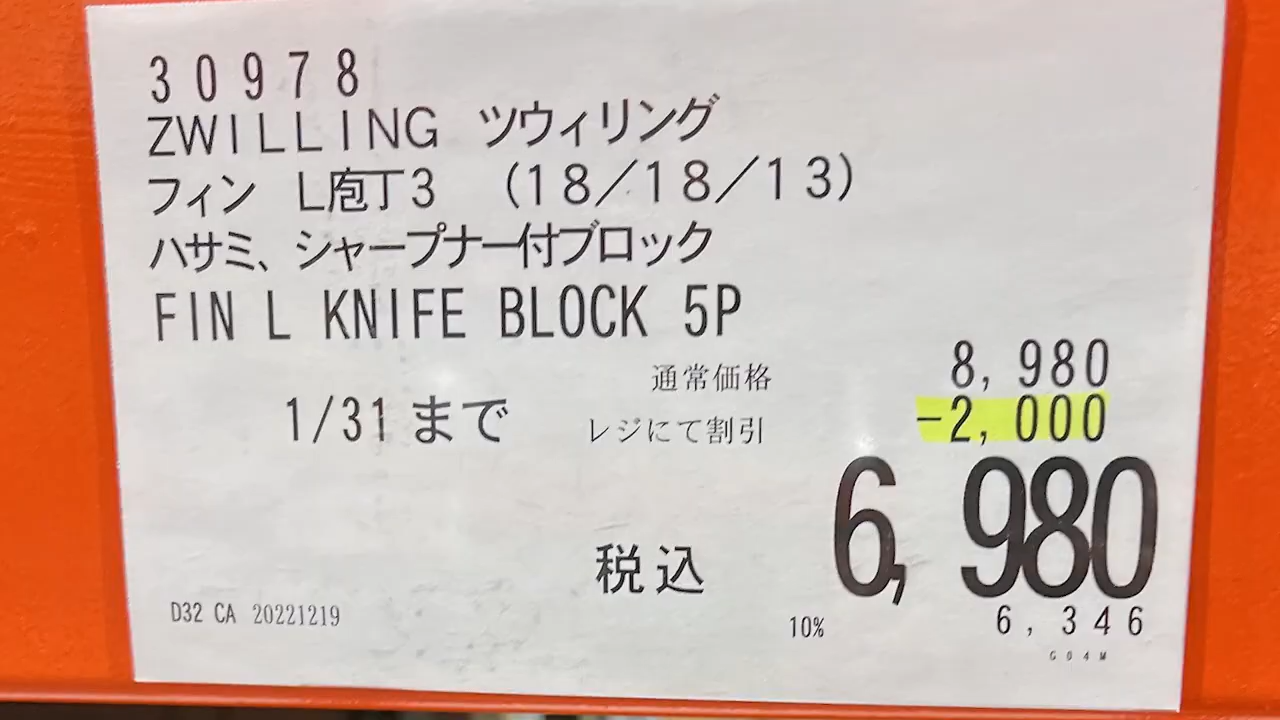 30978
ZWILLING ツウィリング
フィン L庖丁3 (18/18/13)
ハサミ、シャープナー付ブロック
FIN L KNIFE BLOCK 5P
通常価格 8,980
1/31まで レジにて割引 -2,000
税込 6,980
10% 6,346
D32 CA 20221219
G04M